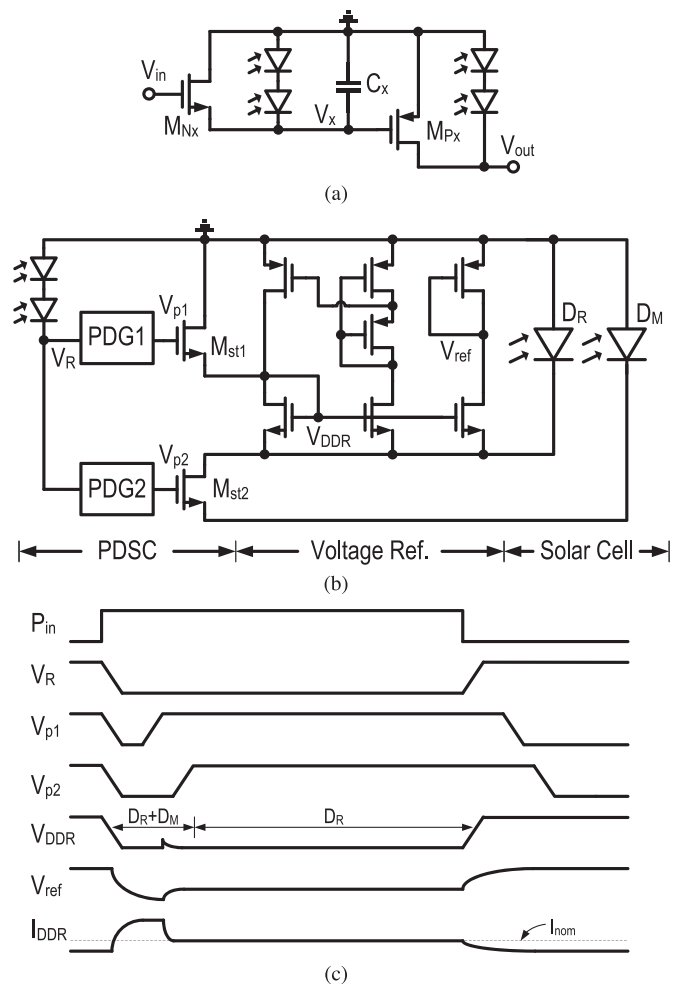 V_in
M_Nx
V_x
C_x
M_Px
V_out
(a)
V_R
PDG1
V_p1
M_st1
V_DDR
V_ref
D_R
D_M
PDG2
V_p2
M_st2
PDSC
Voltage Ref.
Solar Cell
(b)
P_in
V_R
V_p1
V_p2
V_DDR
D_R+D_M
D_R
V_ref
I_DDR
I_nom
(c)